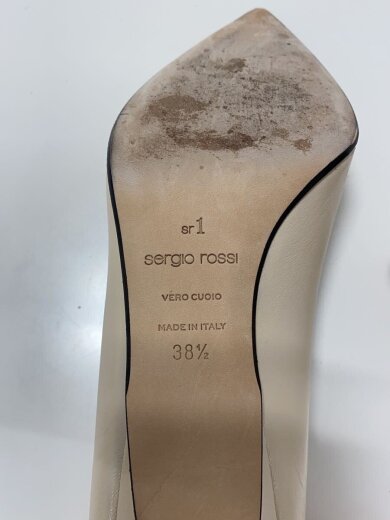 sr1
sergio rossi
VERO CUOIO
MADE IN ITALY
38½